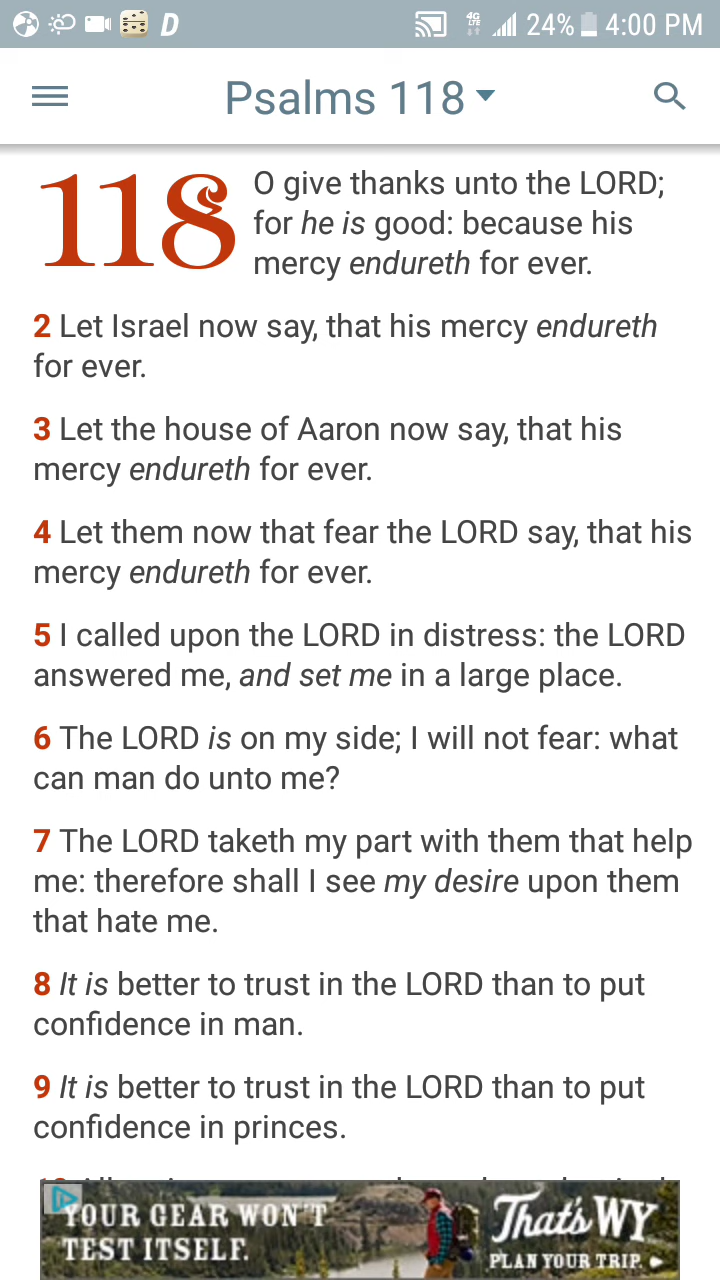 4G
LTE
24%
4:00 PM
Psalms 118
118
O give thanks unto the LORD;
for he is good: because his
mercy endureth for ever.
2 Let Israel now say, that his mercy endureth
for ever.
3 Let the house of Aaron now say, that his
mercy endureth for ever.
4 Let them now that fear the LORD say, that his
mercy endureth for ever.
5 I called upon the LORD in distress: the LORD
answered me, and set me in a large place.
6 The LORD is on my side; I will not fear: what
can man do unto me?
7 The LORD taketh my part with them that help
me: therefore shall I see my desire upon them
that hate me.
8 It is better to trust in the LORD than to put
confidence in man.
9 It is better to trust in the LORD than to put
confidence in princes.
YOUR GEAR WON'T
TEST ITSELF.
That's WY
PLAN YOUR TRIP.